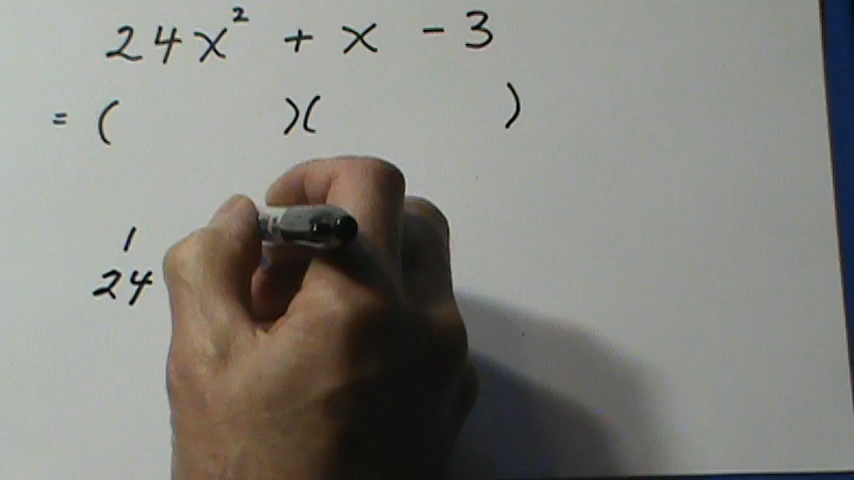 24x² + x - 3
= (           )(           )
1
24